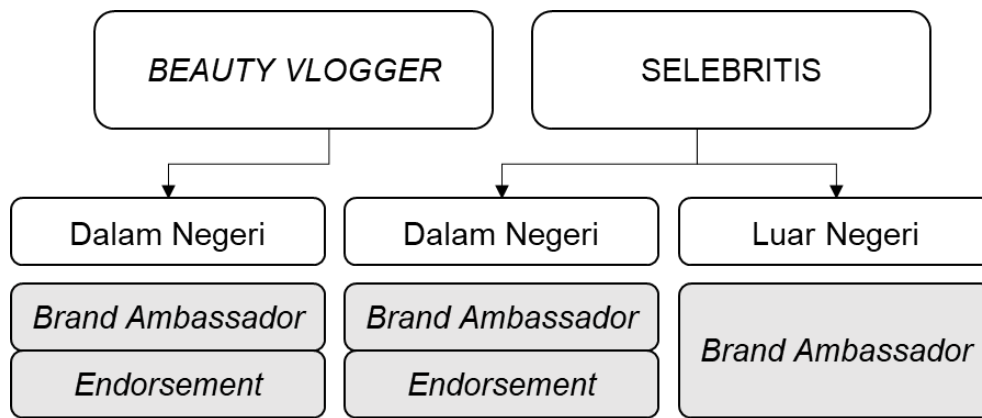 BEAUTY VLOGGER
SELEBRITIS
Dalam Negeri
Dalam Negeri
Luar Negeri
Brand Ambassador
Brand Ambassador
Brand Ambassador
Endorsement
Endorsement